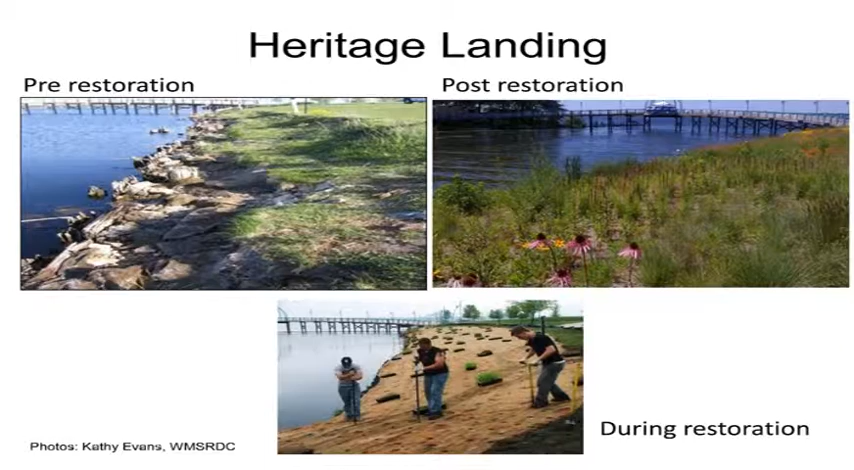 Heritage Landing
Pre restoration
Post restoration
During restoration
Photos: Kathy Evans, WMSRDC